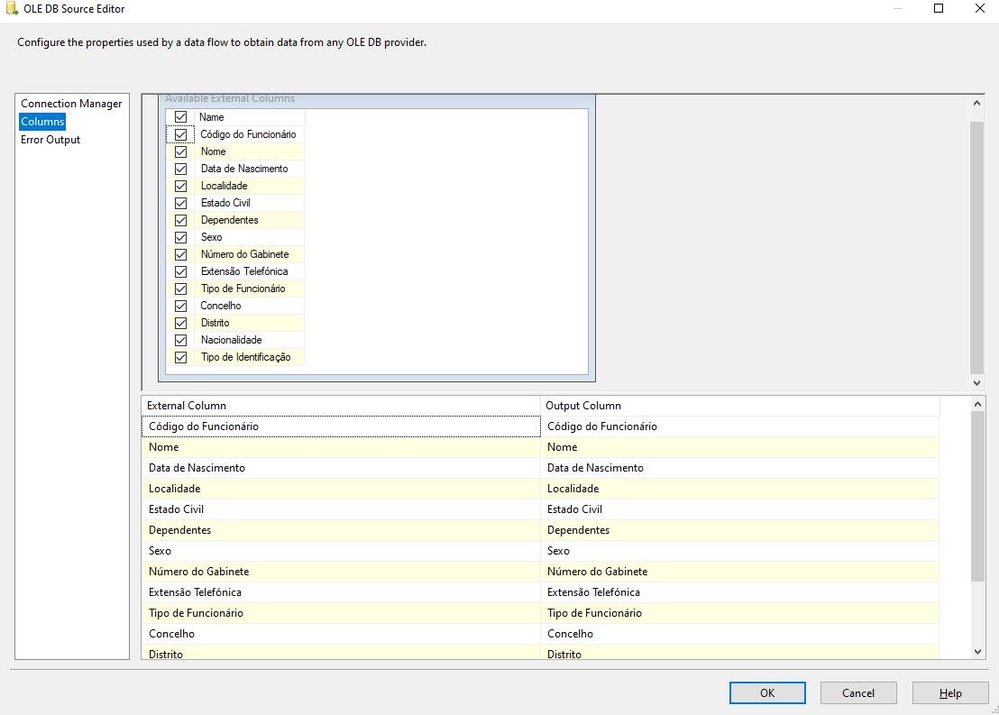 OLE DB Source Editor
Configure the properties used by a data flow to obtain data from any OLE DB provider.
Connection Manager
Columns
Error Output
Available External Columns
Name
Código do Funcionário
Nome
Data de Nascimento
Localidade
Estado Civil
Dependentes
Sexo
Número do Gabinete
Extensão Telefónica
Tipo de Funcionário
Concelho
Distrito
Nacionalidade
Tipo de Identificação
External Column Output Column
Código do Funcionário Código do Funcionário
Nome Nome
Data de Nascimento Data de Nascimento
Localidade Localidade
Estado Civil Estado Civil
Dependentes Dependentes
Sexo Sexo
Número do Gabinete Número do Gabinete
Extensão Telefónica Extensão Telefónica
Tipo de Funcionário Tipo de Funcionário
Concelho Concelho
Distrito Distrito
OK Cancel Help